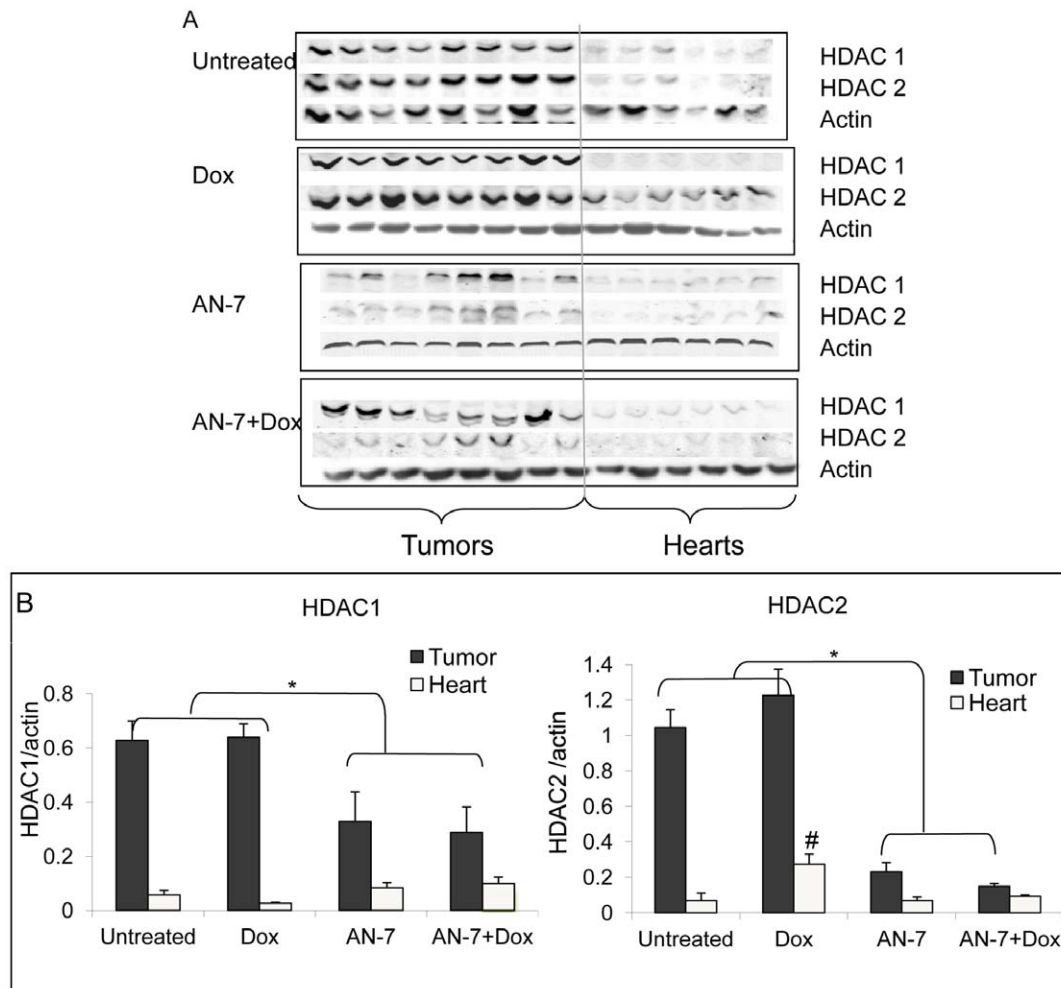 A
Untreated
HDAC 1
HDAC 2
Actin
Dox
HDAC 1
HDAC 2
Actin
AN-7
HDAC 1
HDAC 2
Actin
AN-7+Dox
HDAC 1
HDAC 2
Actin
Tumors Hearts
B
HDAC1
Tumor
Heart
HDAC1/actin
0.8
0.6
0.4
0.2
0
Untreated Dox AN-7 AN-7+Dox
*
HDAC2
Tumor
Heart
HDAC2 /actin
1.4
1.2
1
0.8
0.6
0.4
0.2
0
Untreated Dox AN-7 AN-7+Dox
*
#